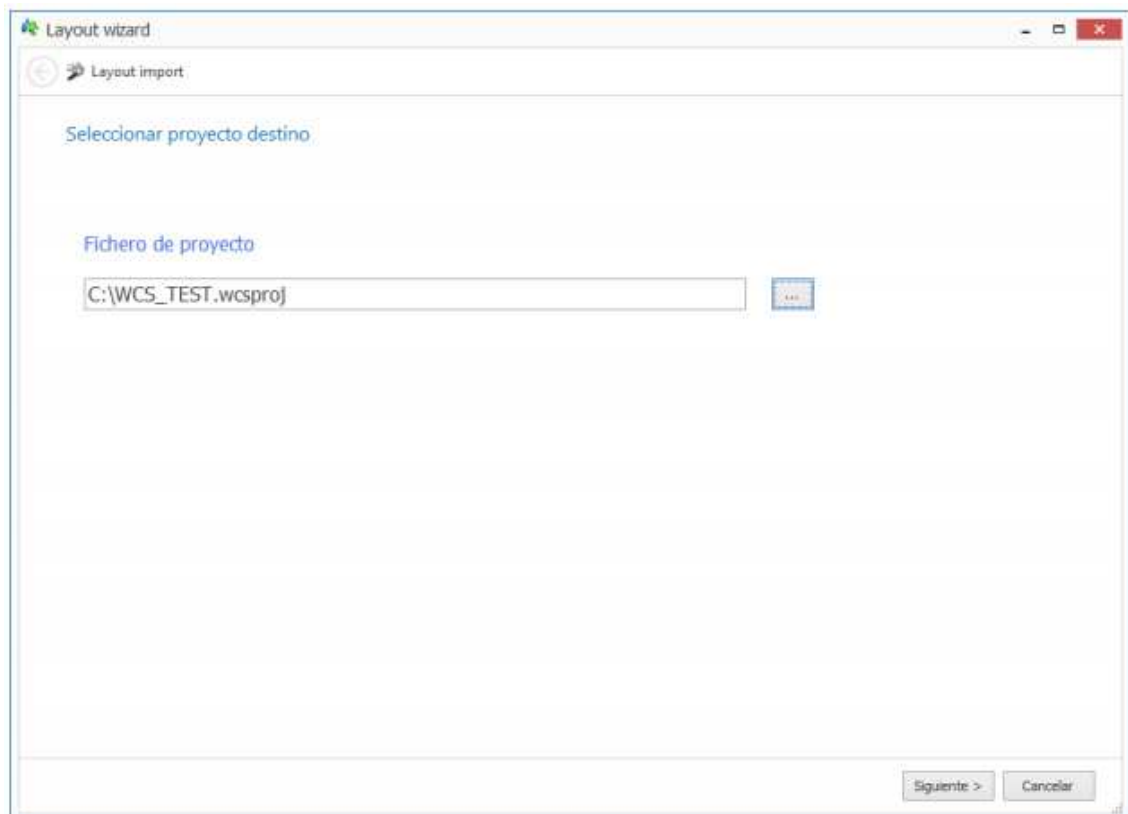 Layout wizard
Layout import
Seleccionar proyecto destino
Fichero de proyecto
C:\WCS_TEST.wcsproj
...
Siguiente >
Cancelar